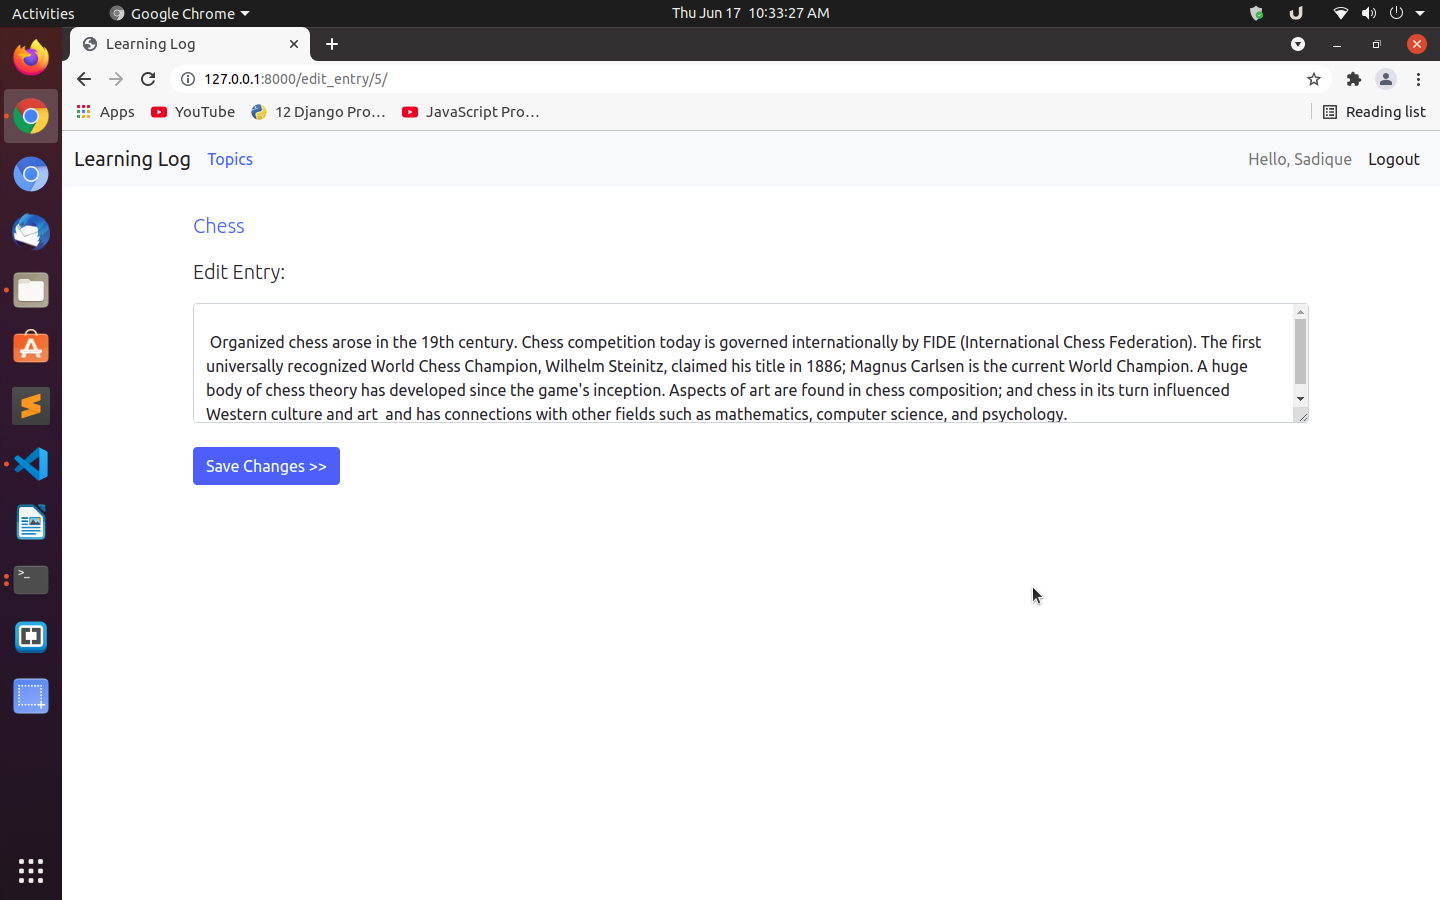 Activities
Google Chrome
Thu Jun 17 10:33:27 AM
Learning Log
127.0.0.1:8000/edit_entry/5/
Apps
YouTube
12 Django Pro...
JavaScript Pro...
Reading list
Learning Log
Topics
Hello, Sadique
Logout
Chess
Edit Entry:
Organized chess arose in the 19th century. Chess competition today is governed internationally by FIDE (International Chess Federation). The first
universally recognized World Chess Champion, Wilhelm Steinitz, claimed his title in 1886; Magnus Carlsen is the current World Champion. A huge
body of chess theory has developed since the game's inception. Aspects of art are found in chess composition; and chess in its turn influenced
Western culture and art  and has connections with other fields such as mathematics, computer science, and psychology.
Save Changes >>